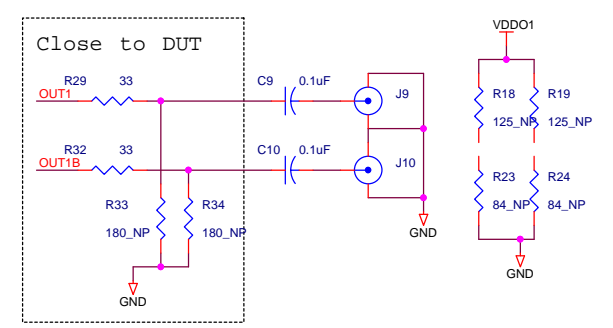 Close to DUT
VDDO1
R29 33
C9 0.1uF
OUT1
J9
R18
R19
125_NP
125_NP
R32 33
C10 0.1uF
OUT1B
J10
R23
R24
84_NP
84_NP
R33
R34
180_NP
180_NP
GND
GND
GND